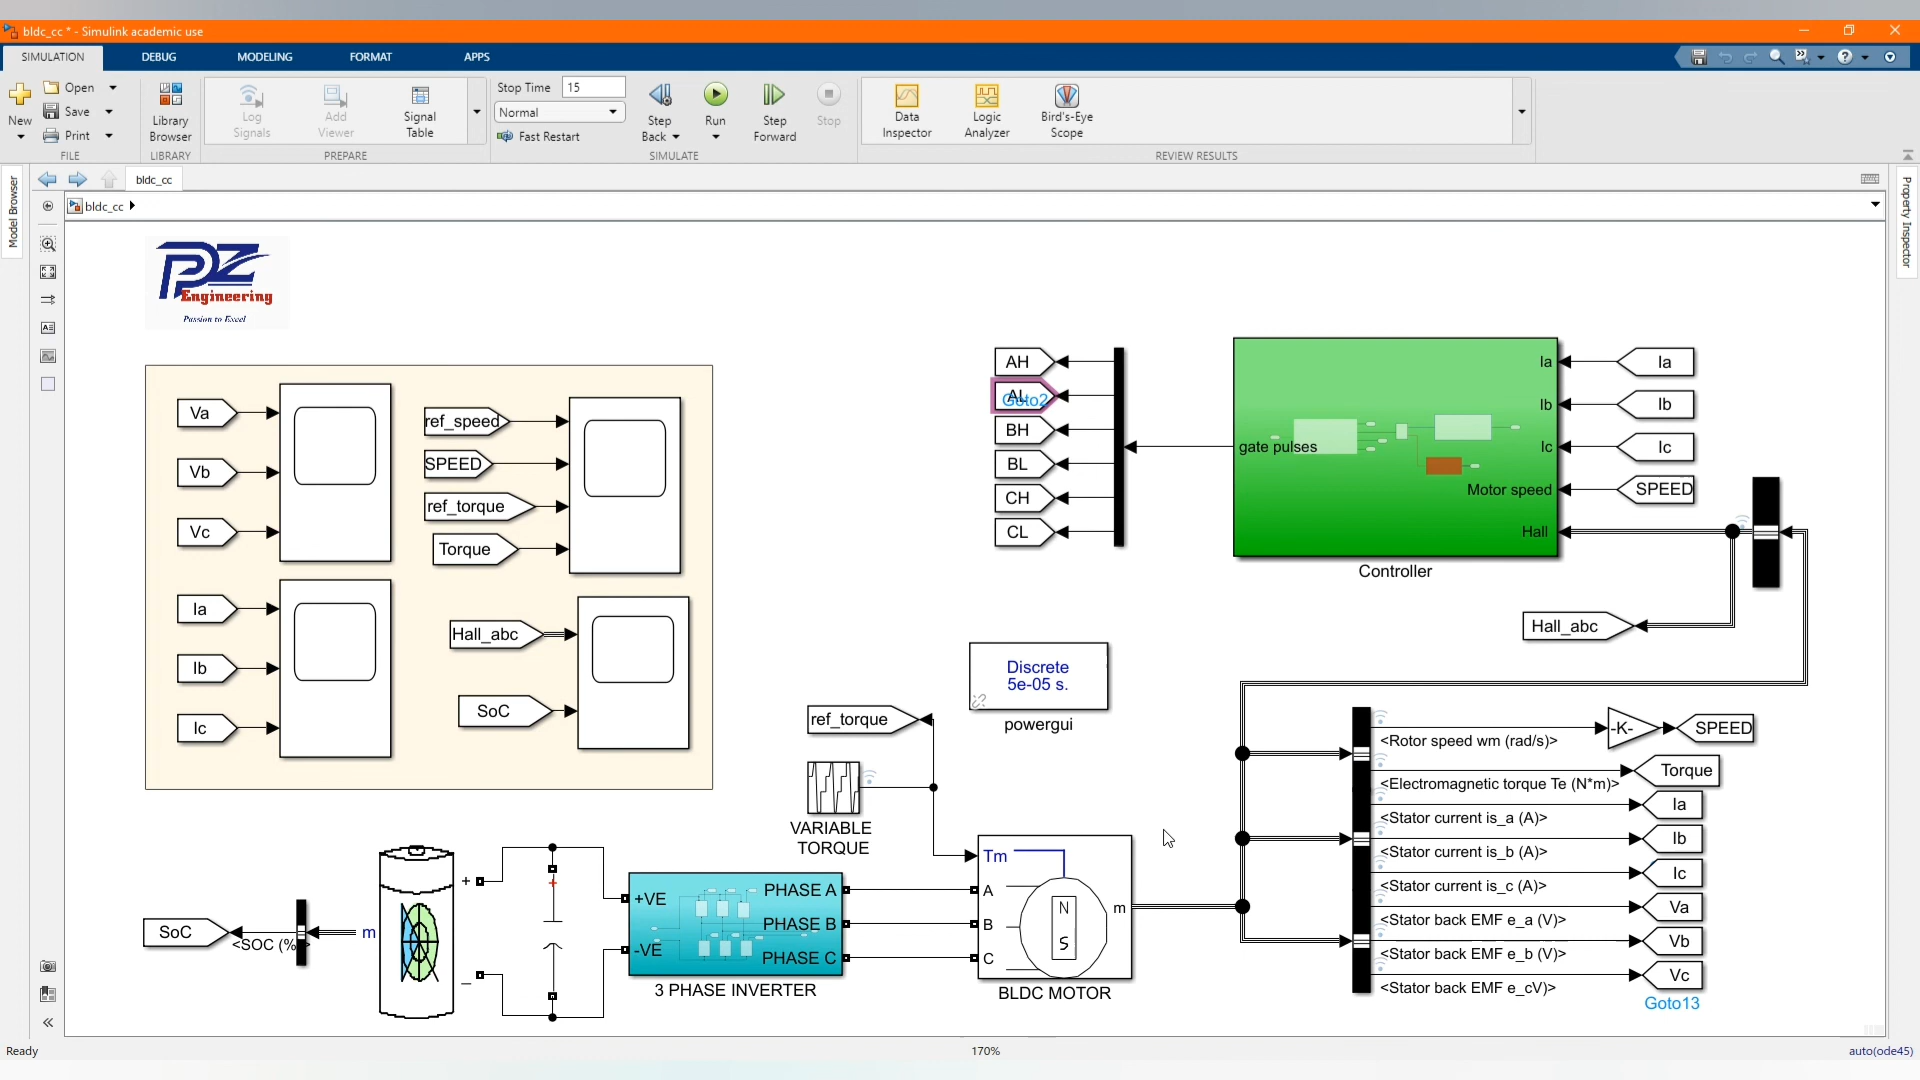 bldc_cc * - Simulink academic use
SIMULATION
DEBUG
MODELING
FORMAT
APPS
New
Open
Save
Print
FILE
Library
Browser
LIBRARY
Log
Signals
Add
Viewer
Signal
Table
PREPARE
Stop Time 15
Normal
Fast Restart
Step
Back
Run
Step
Forward
Stop
SIMULATE
Data
Inspector
Logic
Analyzer
Bird's-Eye
Scope
REVIEW RESULTS
bldc_cc
bldc_cc
Model Browser
Property Inspector
PZ
Engineering
Passion to Excel
Va
Vb
Vc
Ia
Ib
Ic
ref_speed
SPEED
ref_torque
Torque
Hall_abc
SoC
AH
AL
Goto2
BH
BL
CH
CL
gate pulses
Ia
Ib
Ic
Motor speed
Hall
Controller
Ia
Ib
Ic
SPEED
Hall_abc
Discrete
5e-05 s.
powergui
ref_torque
VARIABLE
TORQUE
SoC
<SOC (%)>
m
+
_
+
+VE
-VE
PHASE A
PHASE B
PHASE C
3 PHASE INVERTER
Tm
A
B
C
N
S
m
BLDC MOTOR
<Rotor speed wm (rad/s)>
-K-
SPEED
<Electromagnetic torque Te (N*m)>
Torque
<Stator current is_a (A)>
Ia
<Stator current is_b (A)>
Ib
<Stator current is_c (A)>
Ic
<Stator back EMF e_a (V)>
Va
<Stator back EMF e_b (V)>
Vb
<Stator back EMF e_cV)>
Vc
Goto13
Ready
170%
auto(ode45)